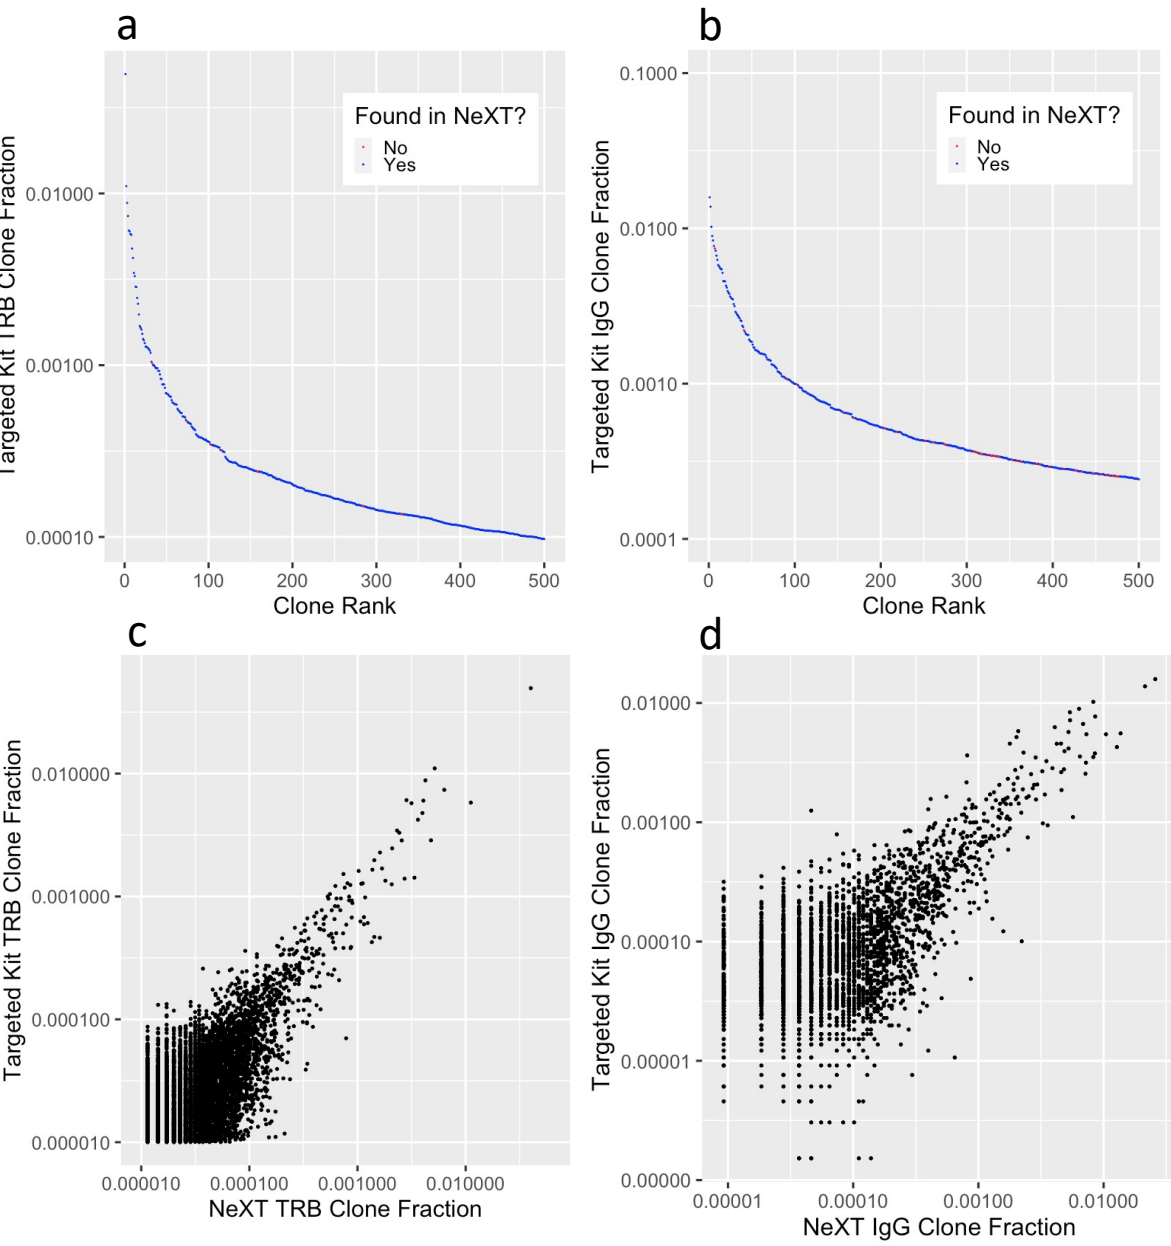 a
Targeted Kit TRB Clone Fraction
0.01000
0.00100
0.00010
Found in NeXT?
No
Yes
0 100 200 300 400 500
Clone Rank
b
Targeted Kit IgG Clone Fraction
0.1000
0.0100
0.0010
0.0001
Found in NeXT?
No
Yes
0 100 200 300 400 500
Clone Rank
c
Targeted Kit TRB Clone Fraction
0.010000
0.001000
0.000100
0.000010
0.000010 0.000100 0.001000 0.010000
NeXT TRB Clone Fraction
d
Targeted Kit IgG Clone Fraction
0.01000
0.00100
0.00010
0.00001
0.00000
0.00001 0.00010 0.00100 0.01000
NeXT IgG Clone Fraction